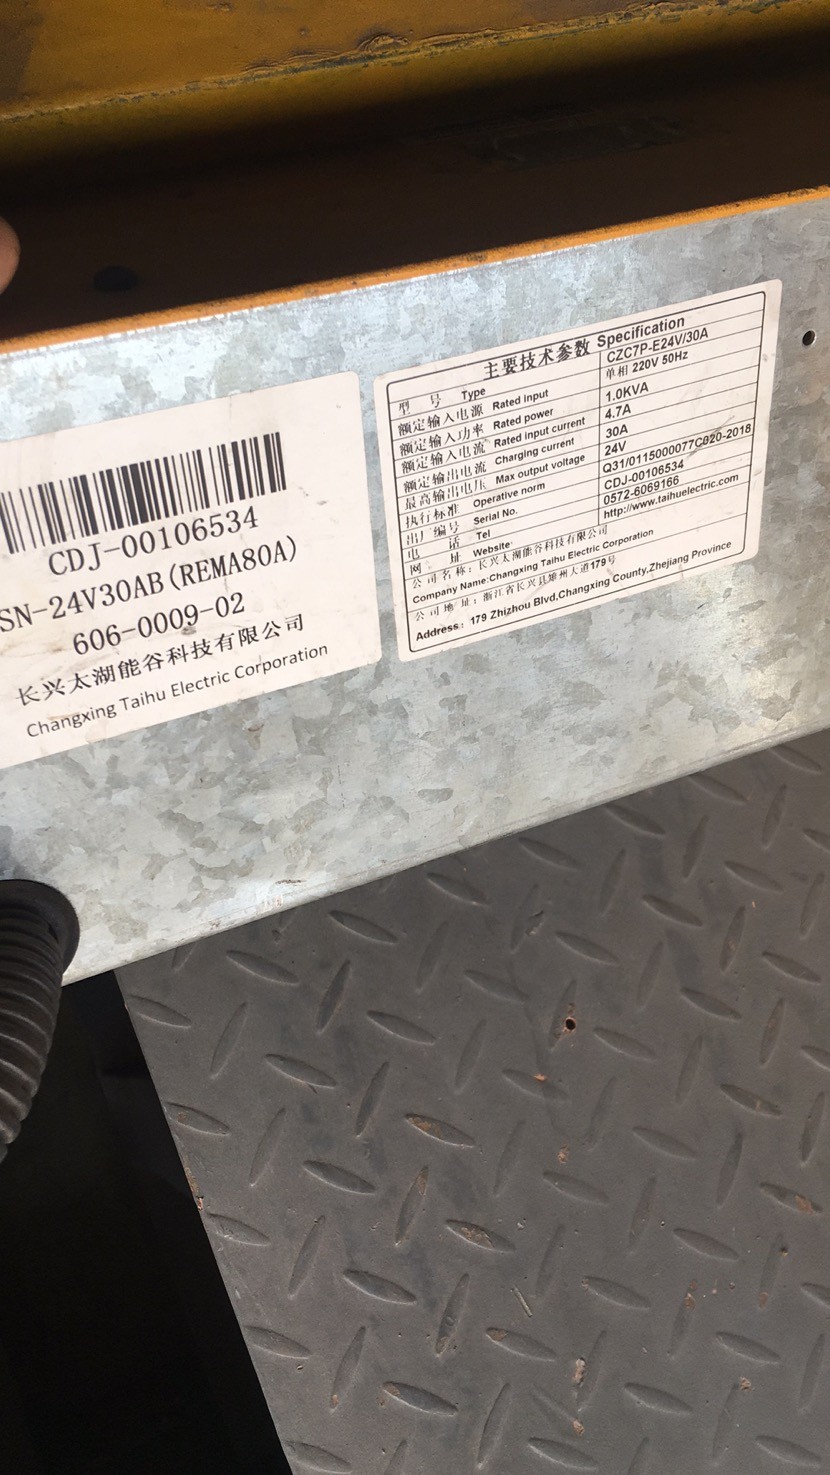 CDJ-00106534
SN-24V30AB(REMA80A)
606-0009-02
长兴太湖能谷科技有限公司
Changxing Taihu Electric Corporation
主要技术参数 Specification
型 号 Type CZC7P-E24V/30A
额定输入电源 Rated input 单相 220V 50Hz
额定输入功率 Rated power 1.0KVA
额定输入电流 Rated input current 4.7A
额定输出电流 Charging current 30A
最高输出电压 Max output voltage 24V
执行标准 Operative norm Q31/0115000077C020-2018
出厂编号 Serial No. CDJ-00106534
电 话 Tel 0572-6069166
网 址 Website http://www.taihuelectric.com
公司名称：长兴太湖能谷科技有限公司
Company Name:Changxing Taihu Electric Corporation
公司地址：浙江省长兴县雉州大道179号
Address：179 Zhizhou Blvd,Changxing County,Zhejiang Province